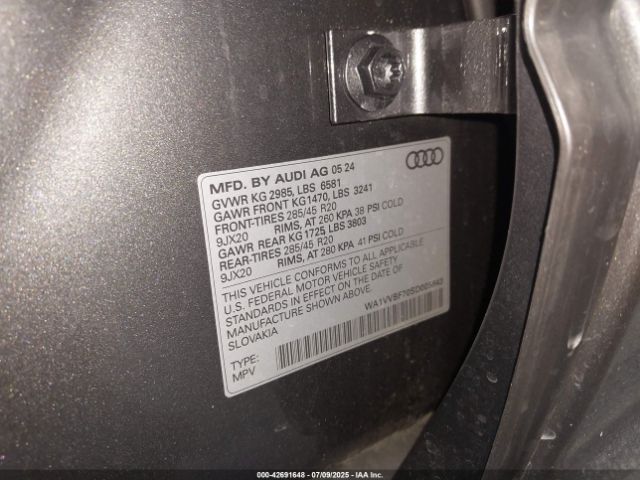 MFD. BY AUDI AG 05 24
GVWR KG 2985, LBS 6581
GAWR FRONT KG1470, LBS 3241
FRONT-TIRES 285/45 R20
9JX20 RIMS, AT 260 KPA 38 PSI COLD
GAWR REAR KG 1725, LBS 3803
REAR-TIRES 285/45 R20
9JX20 RIMS, AT 280 KPA 41 PSI COLD
THIS VEHICLE CONFORMS TO ALL APPLICABLE
U.S. FEDERAL MOTOR VEHICLE SAFETY
STANDARDS IN EFFECT ON THE DATE OF
MANUFACTURE SHOWN ABOVE.
SLOVAKIA
TYPE:
MPV
000-42691648 | 07/09/2025 | IAA Inc.